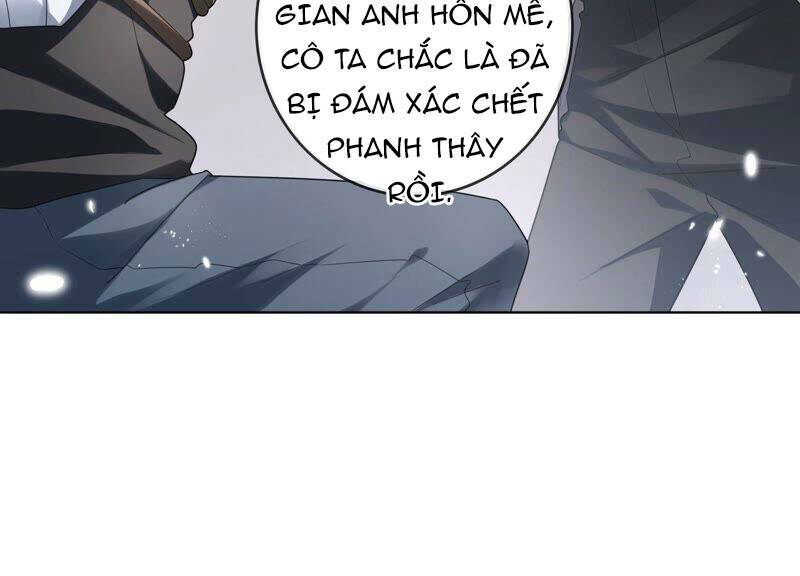 GIAN ANH HÔN MÊ,
CÔ TA CHẮC LÀ ĐÃ
BỊ ĐÁM XÁC CHẾT
PHANH THÂY
RỒI.